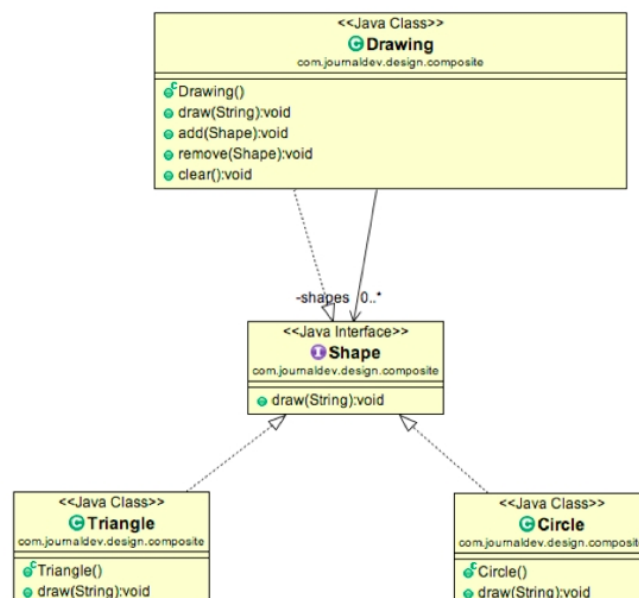 <<Java Class>>
Drawing
com.journaldev.design.composite
Drawing()
draw(String):void
add(Shape):void
remove(Shape):void
clear():void
-shapes 0..*
<<Java Interface>>
Shape
com.journaldev.design.composite
draw(String):void
<<Java Class>>
Triangle
com.journaldev.design.composite
Triangle()
draw(String):void
<<Java Class>>
Circle
com.journaldev.design.composite
Circle()
draw(String):void